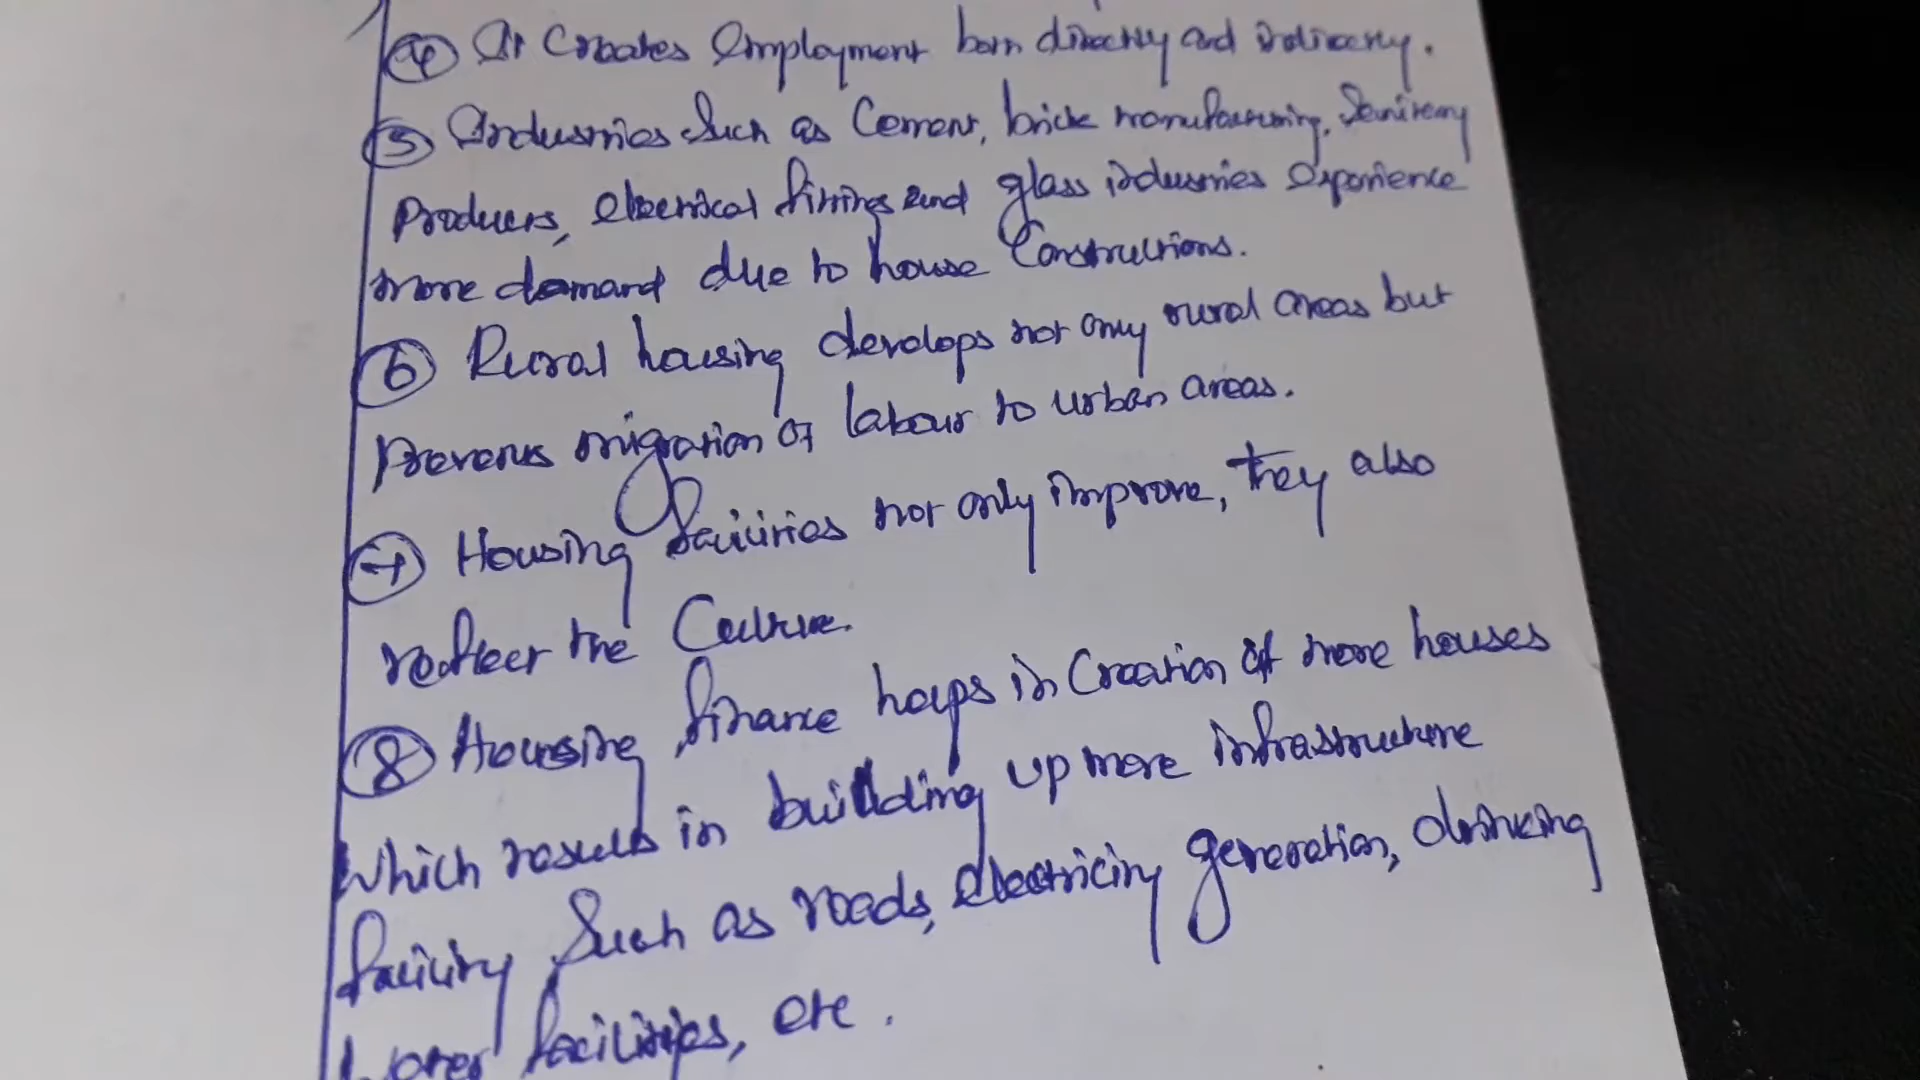 ④ It Creates Employment both directly and indirectly.
⑤ Industries Such as Cement, brick manufacturing, Sanitary
Products, electrical fittings and glass industries experience
more demand due to house Constructions.
⑥ Rural housing develops not only rural areas but
prevents migration of labour to urban areas.
⑦ Housing facilities not only improve, they also
reflect the Culture.
⑧ Housing finance helps in Creation of more houses
Which results in building up more infrastructure
facility Such as roads, electricity generation, drinking
water facilities, etc.